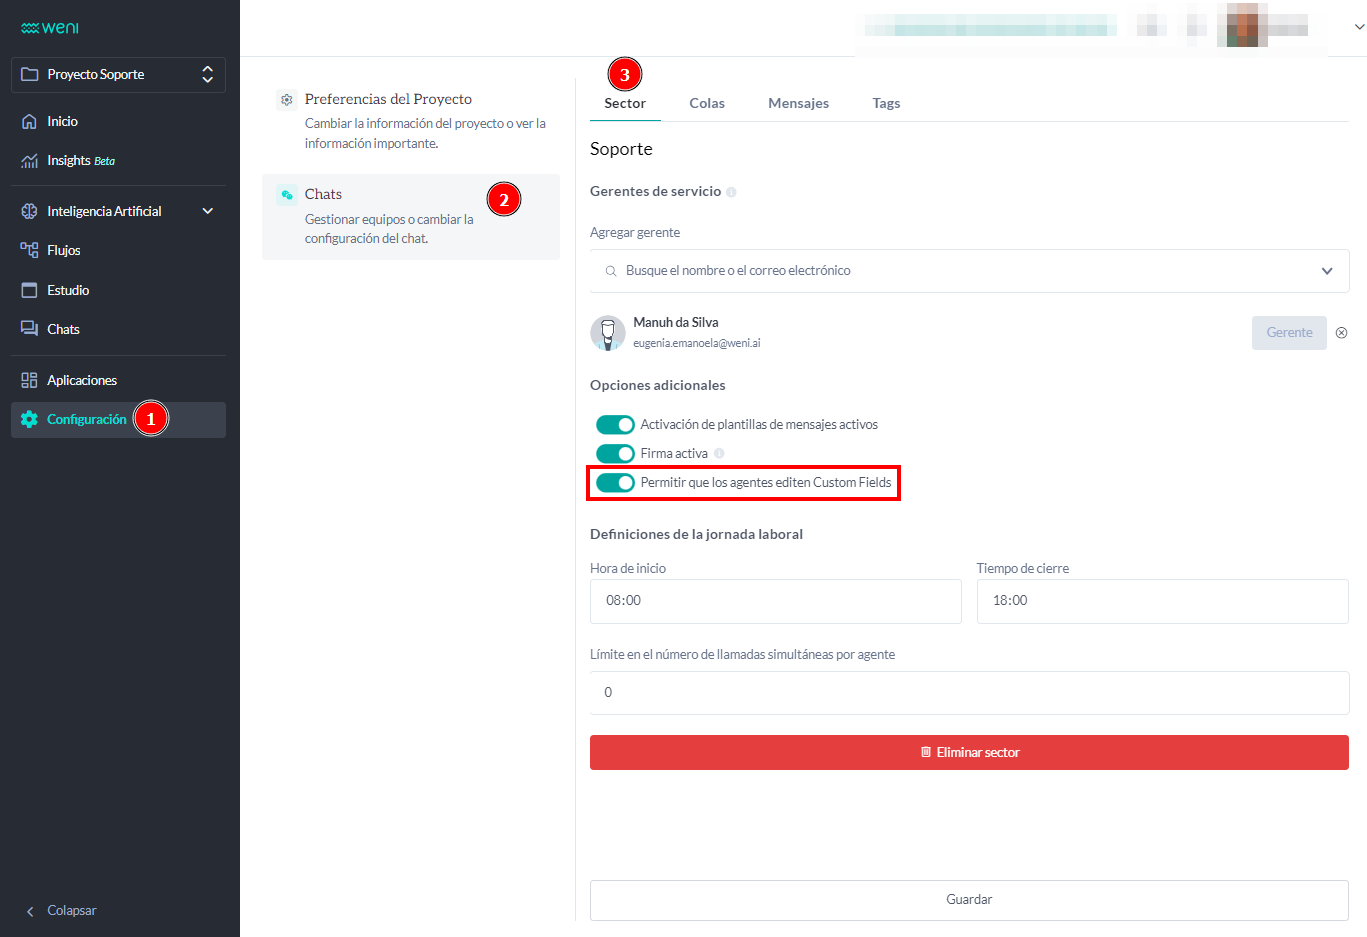 weni
Proyecto Soporte
Inicio
Insights Beta
Inteligencia Artificial
Flujos
Estudio
Chats
Aplicaciones
Configuración
1
Colapsar
Preferencias del Proyecto
Cambiar la información del proyecto o ver la
información importante.
Chats
2
Gestionar equipos o cambiar la
configuración del chat.
3
Sector Colas Mensajes Tags
Soporte
Gerentes de servicio
Agregar gerente
Busque el nombre o el correo electrónico
Manuh da Silva
eugenia.emanoela@weni.ai
Gerente
Opciones adicionales
Activación de plantillas de mensajes activos
Firma activa
Permitir que los agentes editen Custom Fields
Definiciones de la jornada laboral
Hora de inicio Tiempo de cierre
08:00 18:00
Límite en el número de llamadas simultáneas por agente
0
Eliminar sector
Guardar